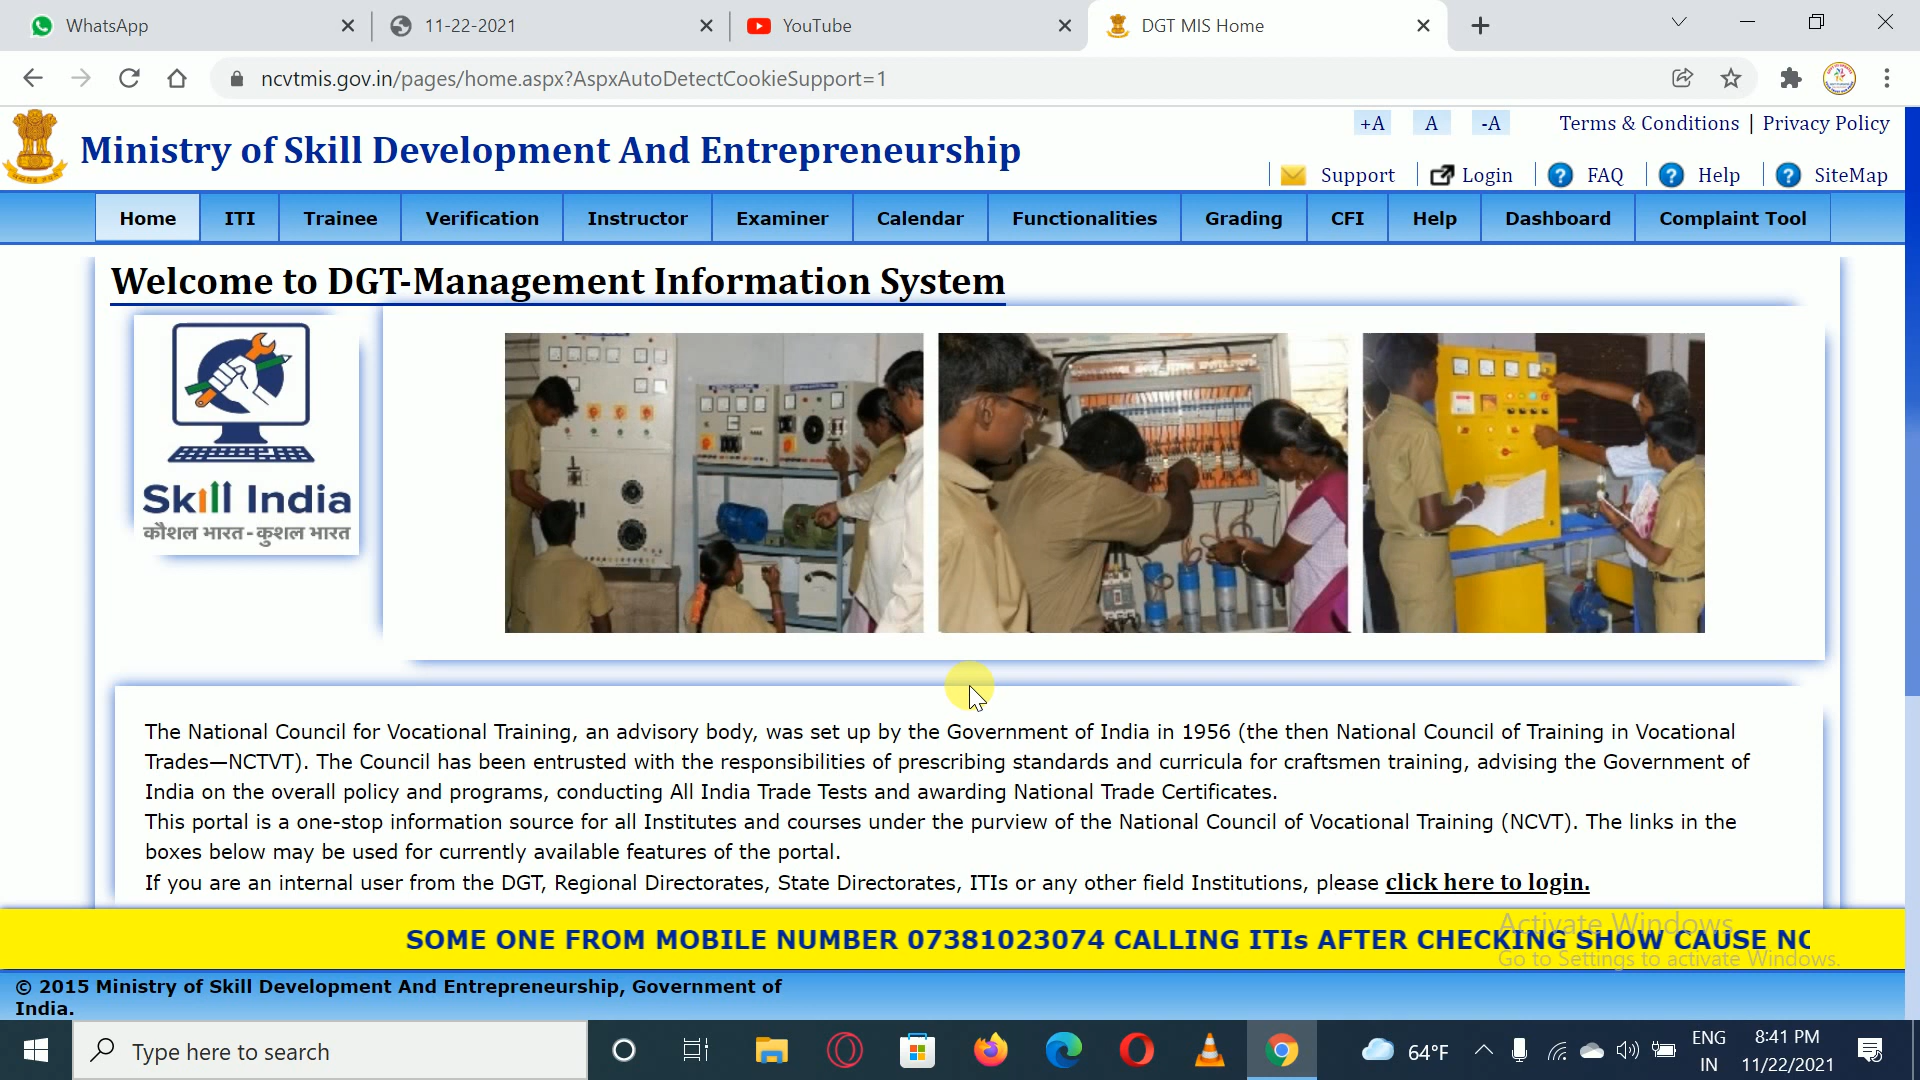 WhatsApp
11-22-2021
YouTube
DGT MIS Home
ncvtmis.gov.in/pages/home.aspx?AspxAutoDetectCookieSupport=1
+A A -A Terms & Conditions | Privacy Policy
Ministry of Skill Development And Entrepreneurship
Support Login FAQ Help SiteMap
Home ITI Trainee Verification Instructor Examiner Calendar Functionalities Grading CFI Help Dashboard Complaint Tool
Welcome to DGT-Management Information System
Skill India
कौशल भारत - कुशल भारत
The National Council for Vocational Training, an advisory body, was set up by the Government of India in 1956 (the then National Council of Training in Vocational
Trades—NCTVT). The Council has been entrusted with the responsibilities of prescribing standards and curricula for craftsmen training, advising the Government of
India on the overall policy and programs, conducting All India Trade Tests and awarding National Trade Certificates.
This portal is a one-stop information source for all Institutes and courses under the purview of the National Council of Vocational Training (NCVT). The links in the
boxes below may be used for currently available features of the portal.
If you are an internal user from the DGT, Regional Directorates, State Directorates, ITIs or any other field Institutions, please click here to login.
SOME ONE FROM MOBILE NUMBER 07381023074 CALLING ITIs AFTER CHECKING SHOW CAUSE NO
Activate Windows
Go to Settings to activate Windows.
© 2015 Ministry of Skill Development And Entrepreneurship, Government of
India.
Type here to search
64°F
ENG
IN
8:41 PM
11/22/2021